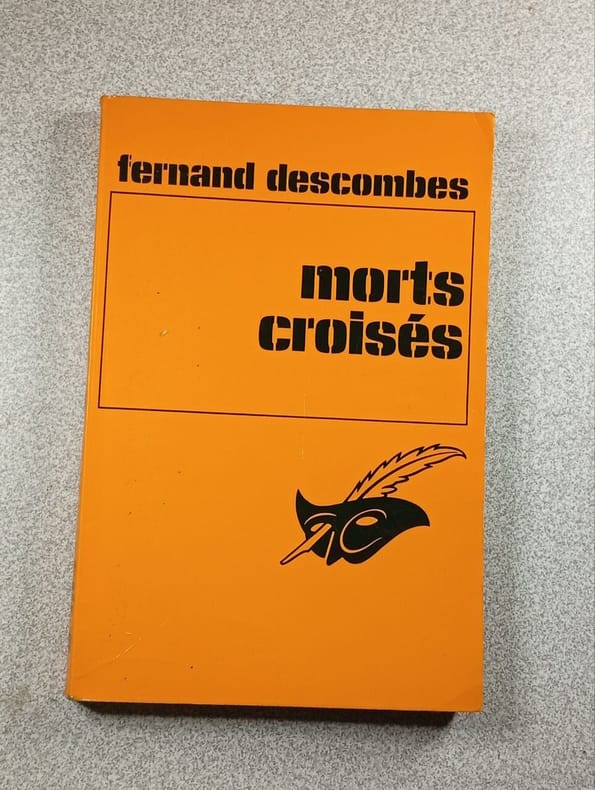 fernand descombes
morts
croisés